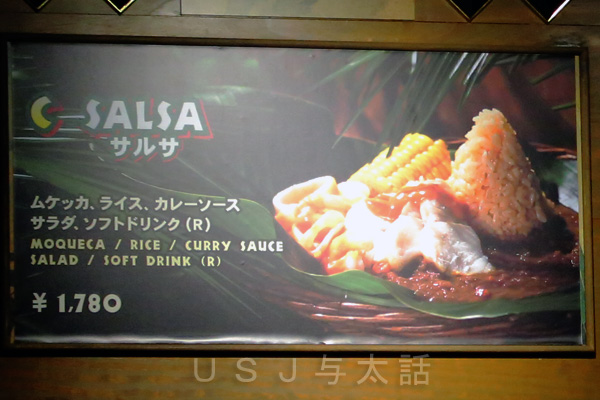 SALSA
サルサ
ムケッカ、ライス、カレーソース
サラダ、ソフトドリンク(R)
MOQUECA / RICE / CURRY SAUCE
SALAD / SOFT DRINK (R)
¥ 1,780
USJ与太話